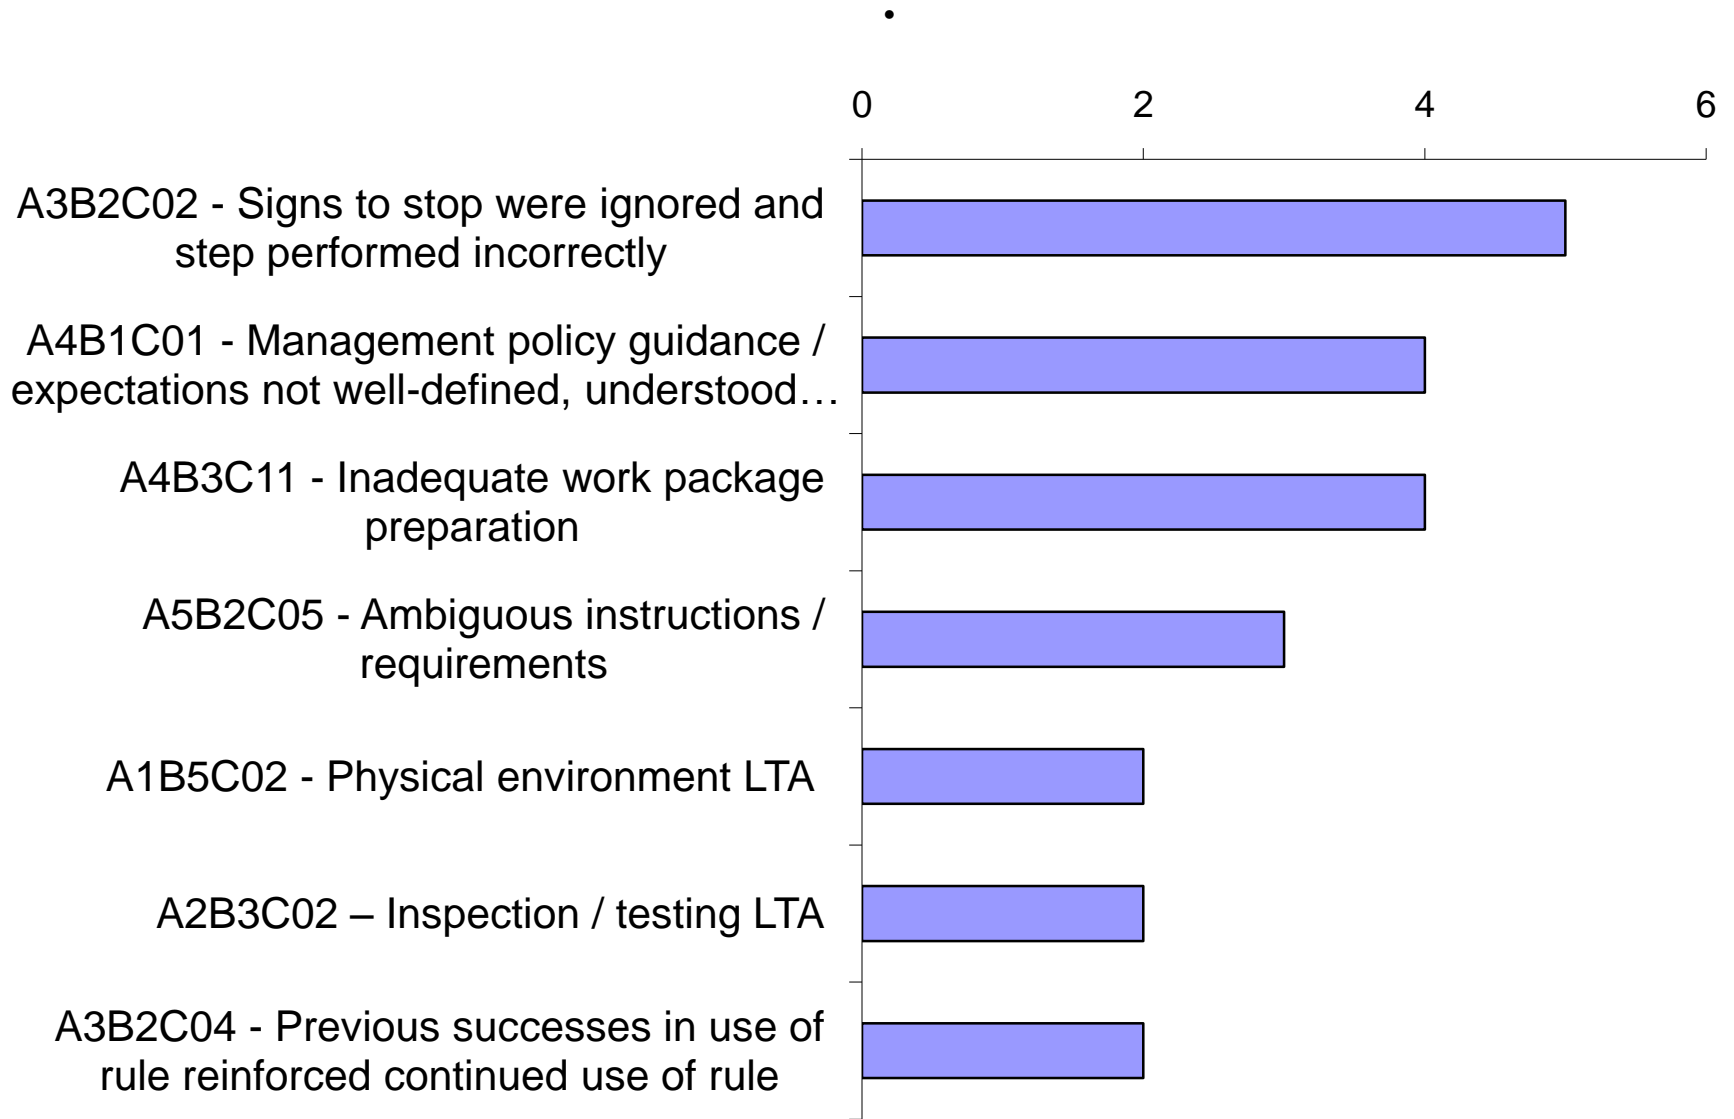 •
0 2 4 6
A3B2C02 - Signs to stop were ignored and
step performed incorrectly
A4B1C01 - Management policy guidance /
expectations not well-defined, understood…
A4B3C11 - Inadequate work package
preparation
A5B2C05 - Ambiguous instructions /
requirements
A1B5C02 - Physical environment LTA
A2B3C02 – Inspection / testing LTA
A3B2C04 - Previous successes in use of
rule reinforced continued use of rule